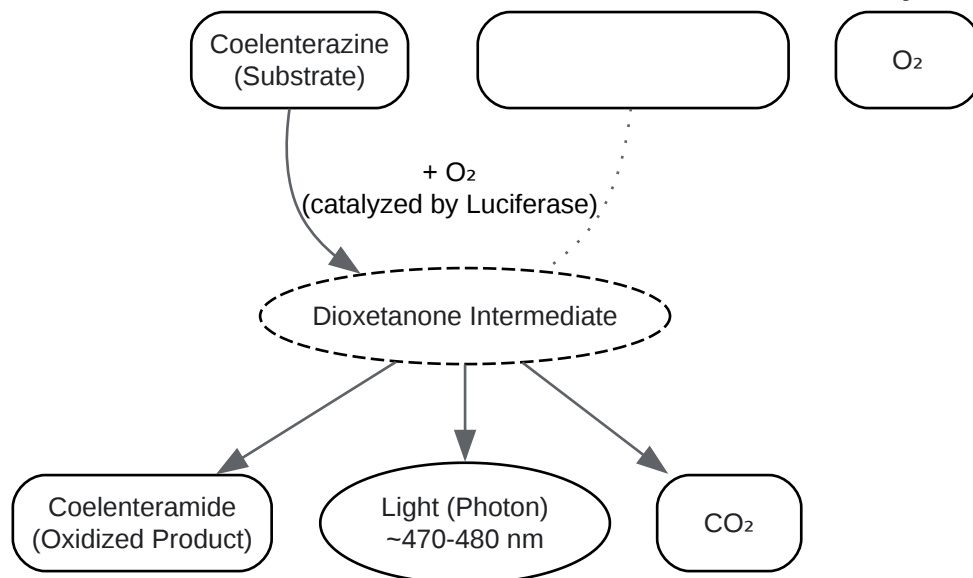 Coelenterazine
(Substrate)
O₂
+ O₂
(catalyzed by Luciferase)
Dioxetanone Intermediate
Coelenteramide
(Oxidized Product)
Light (Photon)
~470-480 nm
CO₂